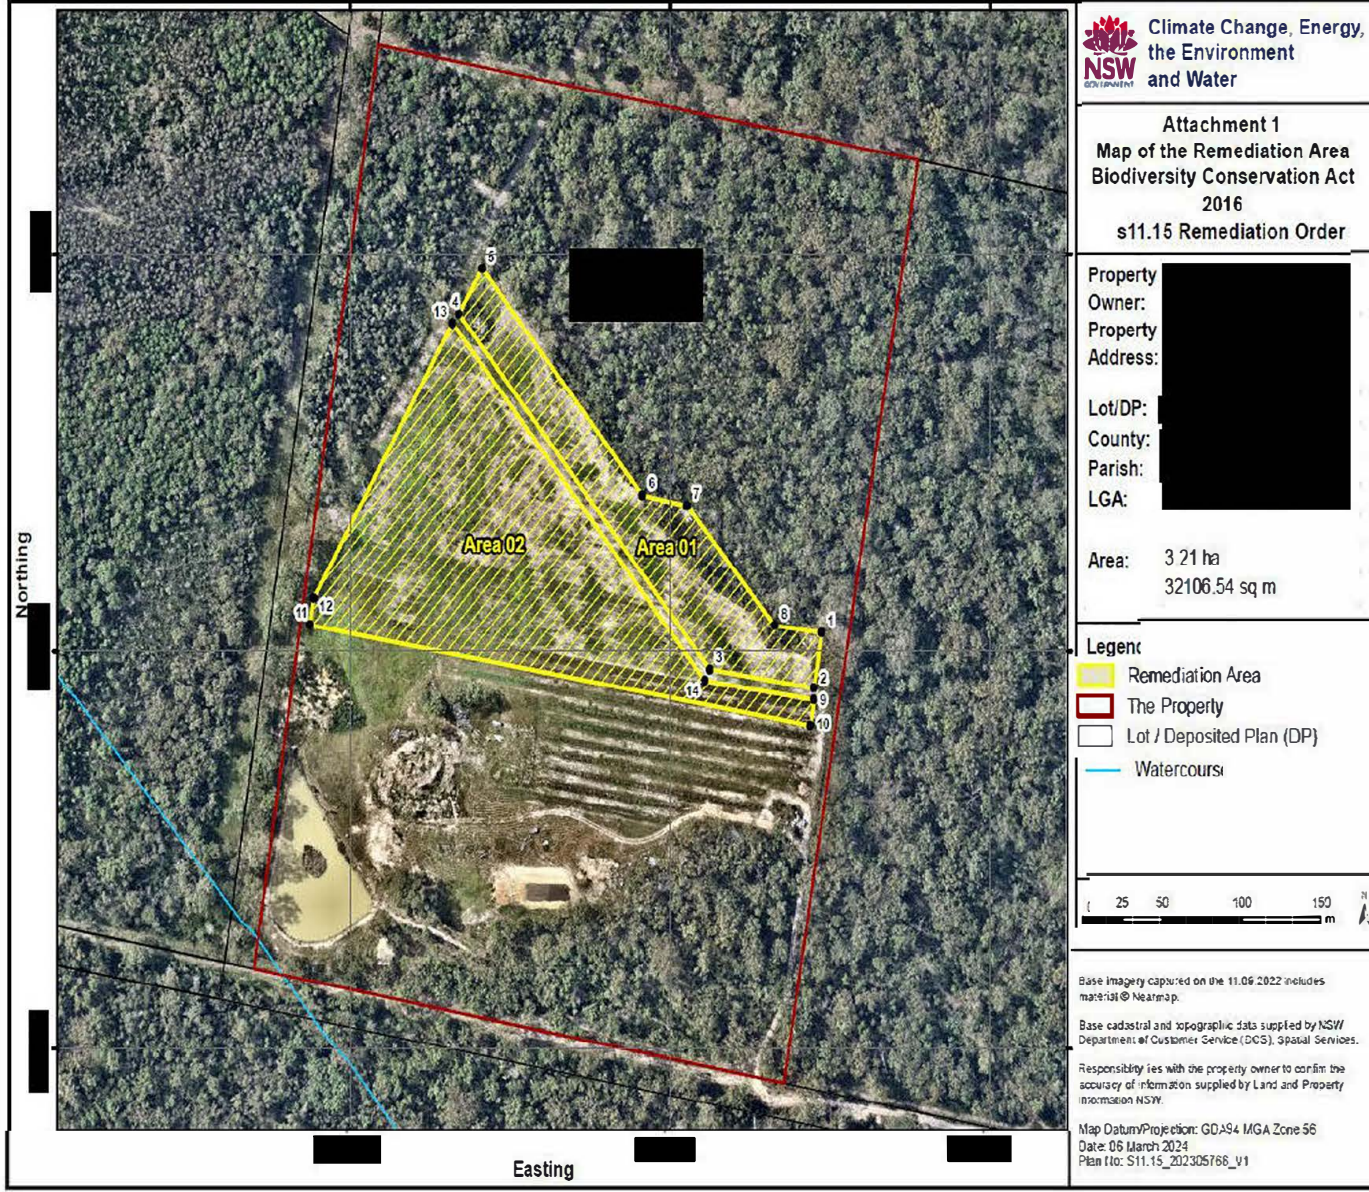 Climate Change, Energy,
the Environment
and Water
NSW
GOVERNMENT
Attachment 1
Map of the Remediation Area
Biodiversity Conservation Act
2016
s11.15 Remediation Order
Property
Owner:
Property
Address:
Lot/DP:
County:
Parish:
LGA:
Area: 3.21 ha
32106.54 sq m
Legend
Remediation Area
The Property
Lot / Deposited Plan (DP)
Watercourse
25 50 100 150
m
Base imagery captured on the 11.06.2022 includes
material © Nearmap.
Base cadastral and topographic data supplied by NSW
Department of Customer Service (DCS), Spatial Services.
Responsiblity lies with the property owner to confirm the
accuracy of information supplied by Land and Property
Information NSW.
Map Datum/Projection: GDA94 MGA Zone 56
Date: 06 March 2024
Plan No: S11.15_202305766_V1
Northing
Easting
5
4
13
6
7
Area 02
Area 01
12
11
8
1
3
14
2
9
10